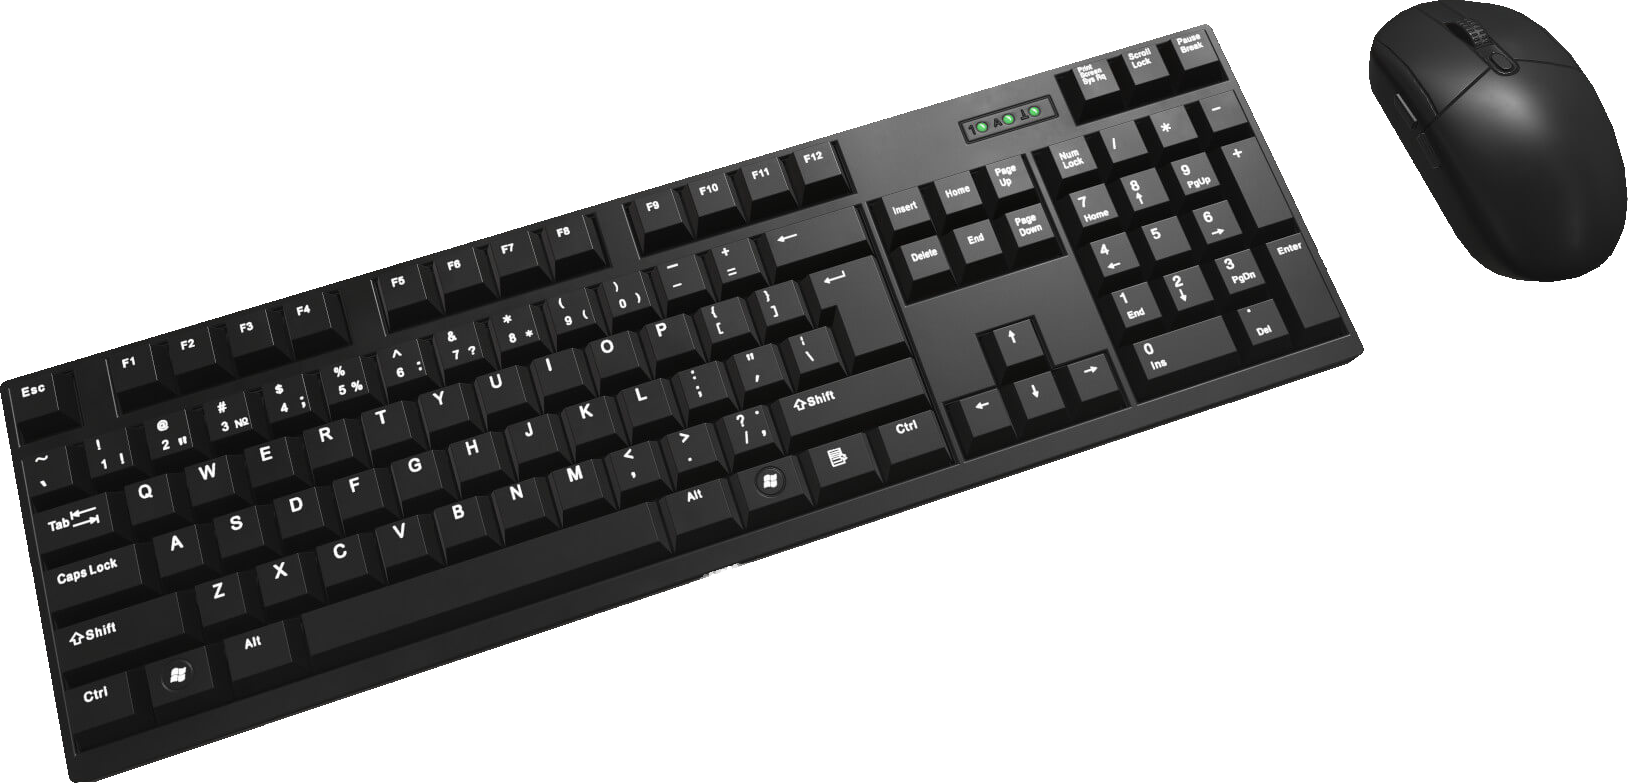 Esc F1 F2 F3 F4 F5 F6 F7 F8 F9 F10 F11 F12
Print Screen Sys Rq Scroll Lock Pause Break
1 A
~ ` ! 1 ! @ 2 " # 3 № $ 4 ; % 5 % ^ 6 : & 7 ? * 8 * ( 9 ( ) 0 ) — – + = ←
Tab Q W E R T Y U I O P { [ } ]
Caps Lock A S D F G H J K L : ; " ' ¦ \
⇧Shift Z X C V B N M < , > . ? / . , ⇧Shift
Ctrl Alt Alt Ctrl
Insert Home Page Up
Delete End Page Down
↑
← ↓ →
Num Lock / * -
7 Home 8 ↑ 9 PgUp +
4 ← 5 6 →
1 End 2 ↓ 3 PgDn Enter
0 Ins . Del